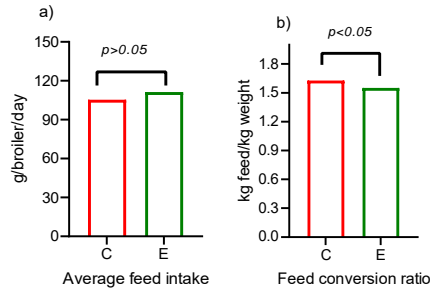 a)
p>0.05
g/broiler/day
150
120
90
60
30
0
C E
Average feed intake
b)
p<0.05
kg feed/kg weight
1.8
1.5
1.2
0.9
0.6
0.3
0.0
C E
Feed conversion ratio